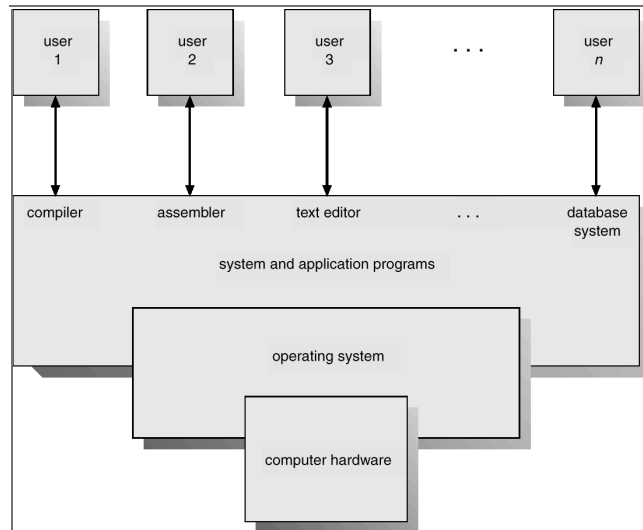 user
1
user
2
user
3
. . .
user
n
compiler
assembler
text editor
. . .
database
system
system and application programs
operating system
computer hardware